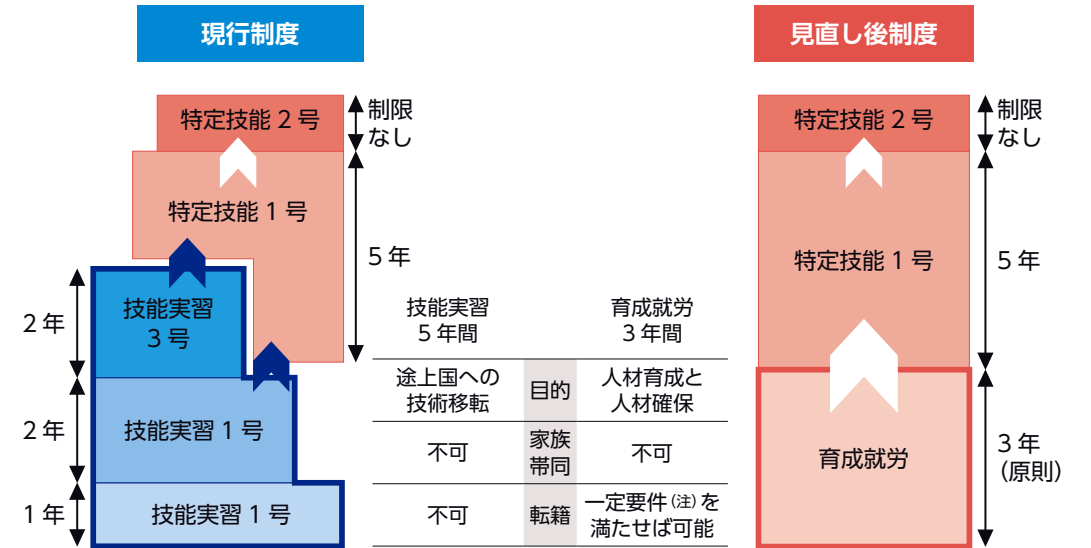 現行制度
特定技能 2 号
制限
なし
特定技能 1 号
5 年
技能実習
3 号
2 年
技能実習 1 号
2 年
技能実習 1 号
1 年
技能実習
5 年間
育成就労
3 年間
途上国への
技術移転
目的
人材育成と
人材確保
不可
家族
帯同
不可
不可
転籍
一定要件(注)を
満たせば可能
見直し後制度
特定技能 2 号
制限
なし
特定技能 1 号
5 年
育成就労
3 年
(原則)